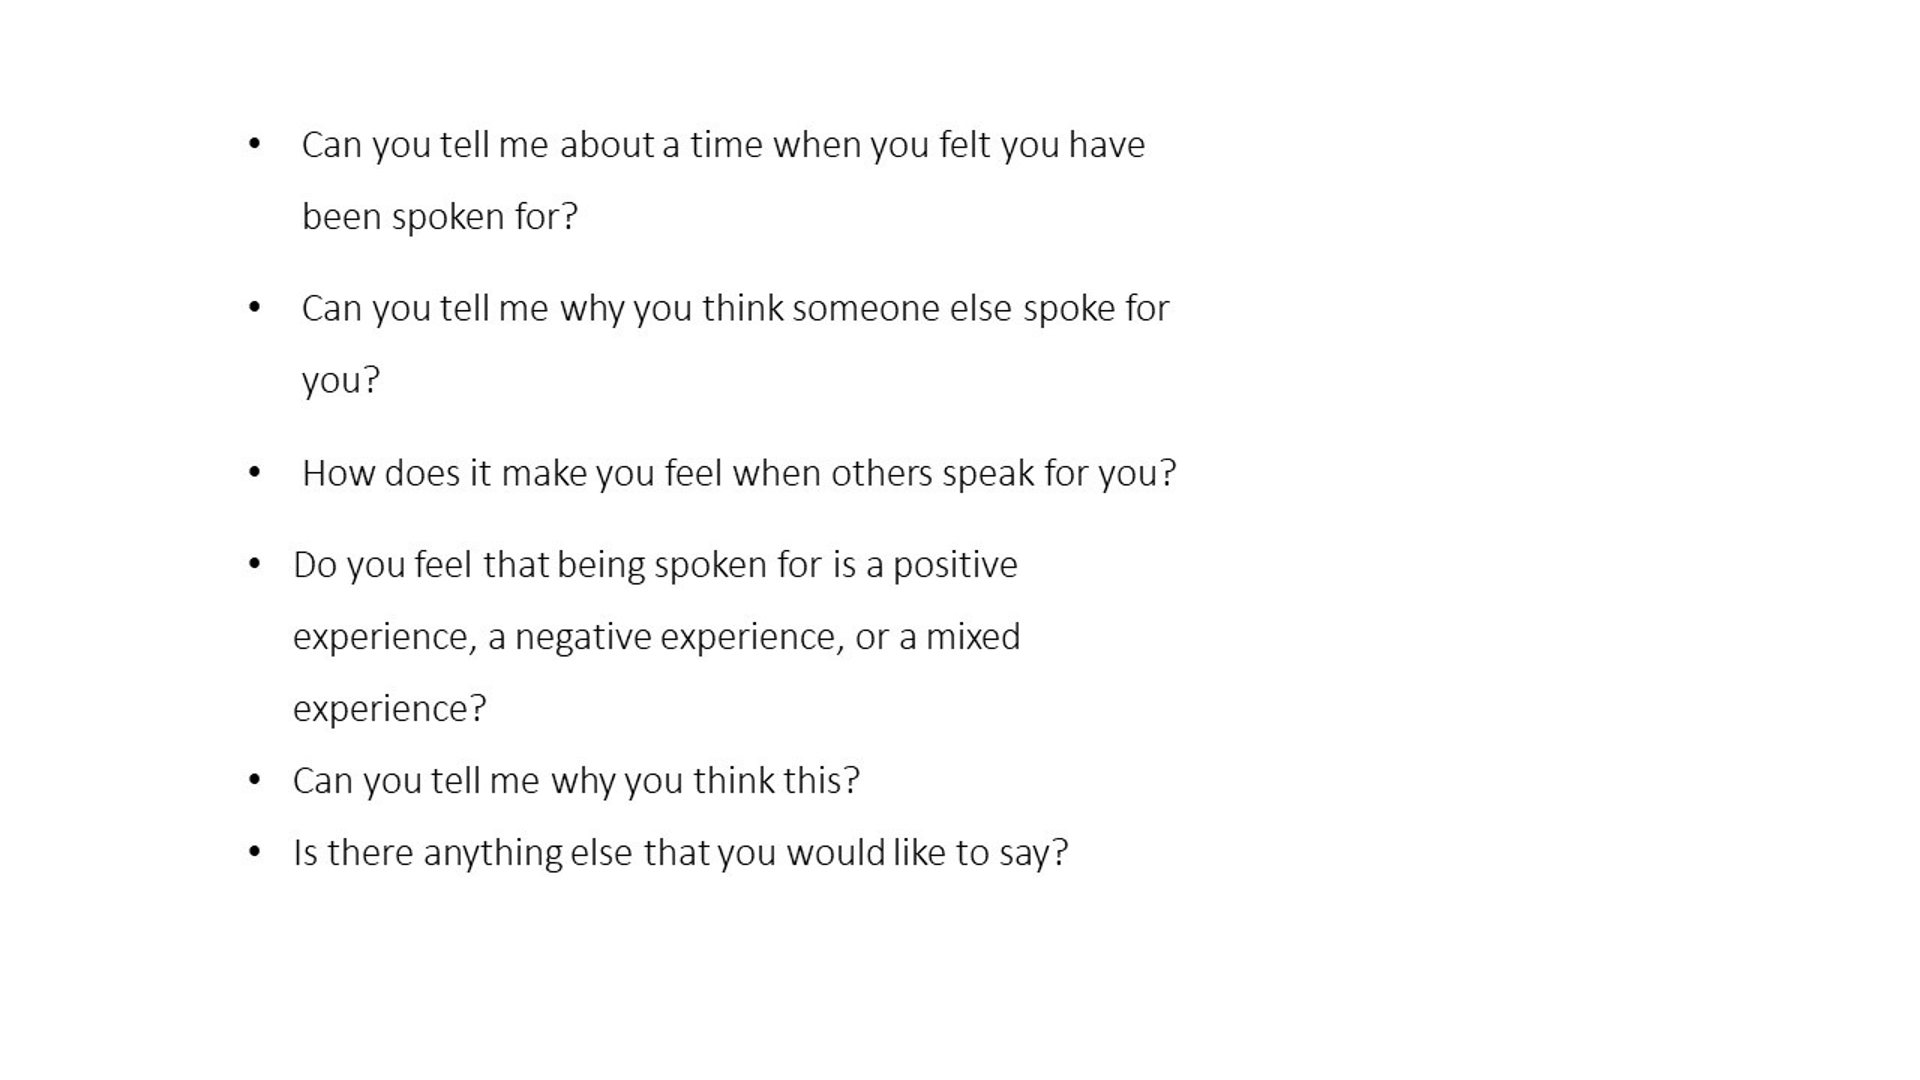 • Can you tell me about a time when you felt you have
been spoken for?
• Can you tell me why you think someone else spoke for
you?
• How does it make you feel when others speak for you?
• Do you feel that being spoken for is a positive
experience, a negative experience, or a mixed
experience?
• Can you tell me why you think this?
• Is there anything else that you would like to say?